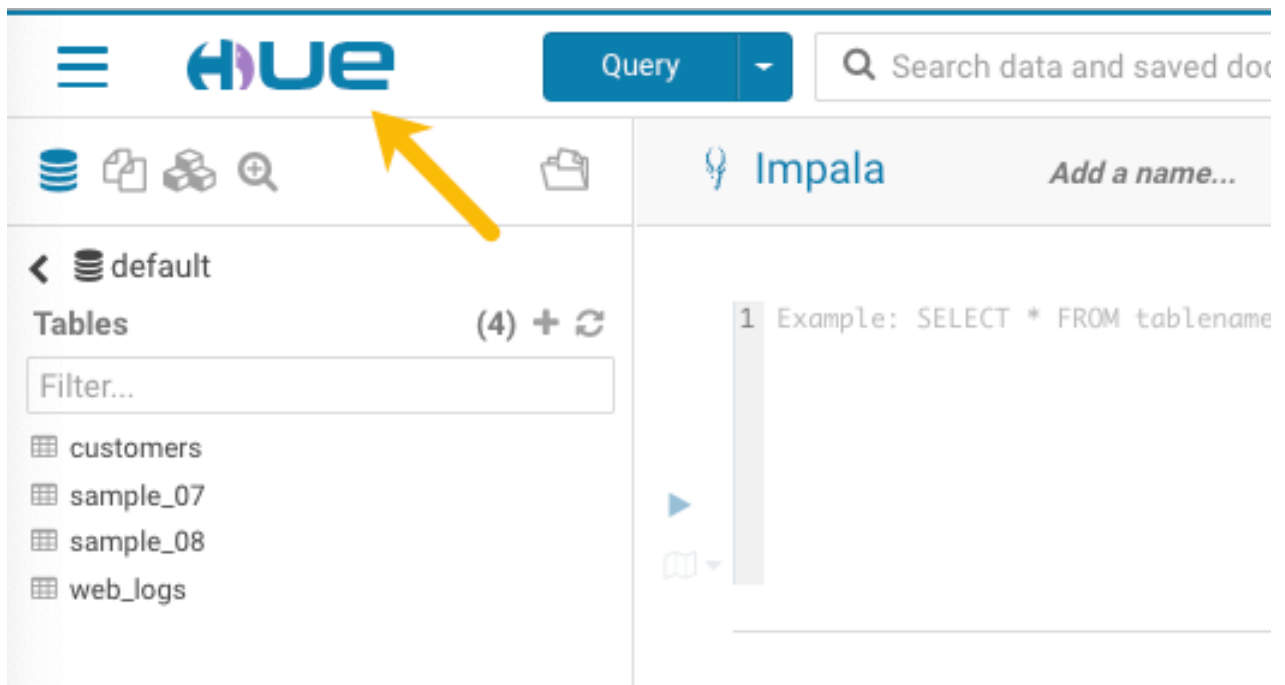 HUE
Query
Search data and saved doc
Impala
Add a name...
default
Tables (4)
Filter...
1 Example: SELECT * FROM tablename
customers
sample_07
sample_08
web_logs